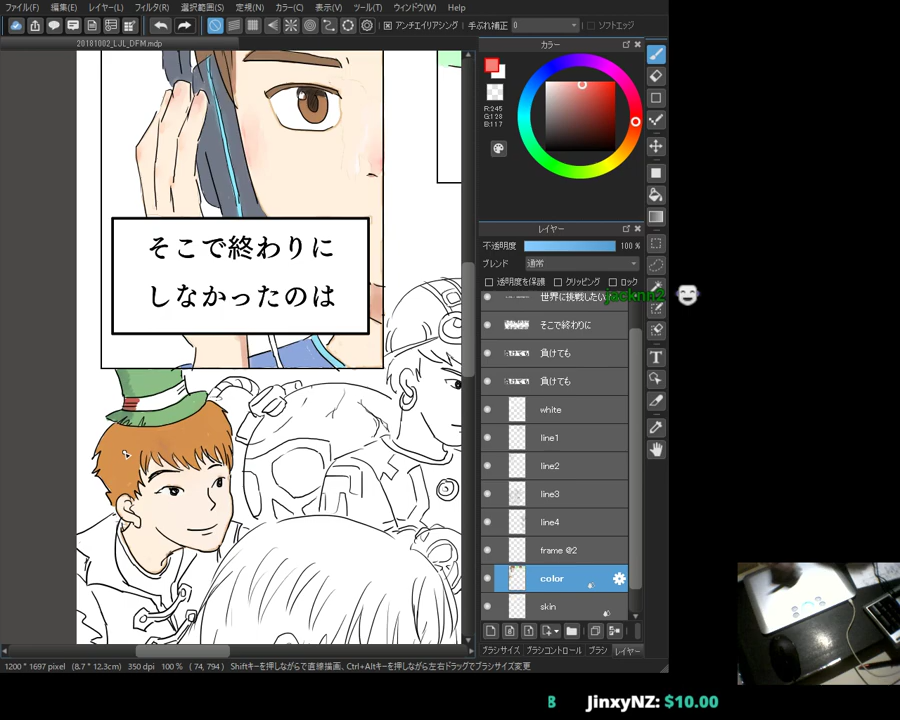 ファイル(F) 編集(E) レイヤー(L) フィルタ(R) 選択範囲(S) 定規(N) カラー(C) 表示(V) ツール(T) ウィンドウ(W) Help
アンチエイリアシング 手ぶれ補正 0 ソフトエッジ
20181002_LJL_DFM.mdp
カラー
R:245
G:128
B:117
そこで終わりに
しなかったのは
レイヤー
不透明度 100 %
ブレンド 通常
透明度を保護 クリッピング ロック
世界に挑戦したい
jacknn2
そこで終わりに
負けても
負けても
white
line1
line2
line3
line4
frame @2
color
skin
ブラシサイズ ブラシコントロール ブラシ レイヤー
1200 * 1697 pixel (8.7 * 12.3cm) 350 dpi 100 % ( 74, 794 ) Shiftキーを押しながらで直線描画、Ctrl+Altキーを押しながら左右ドラッグでブラシサイズ変更
JinxyNZ: $10.00